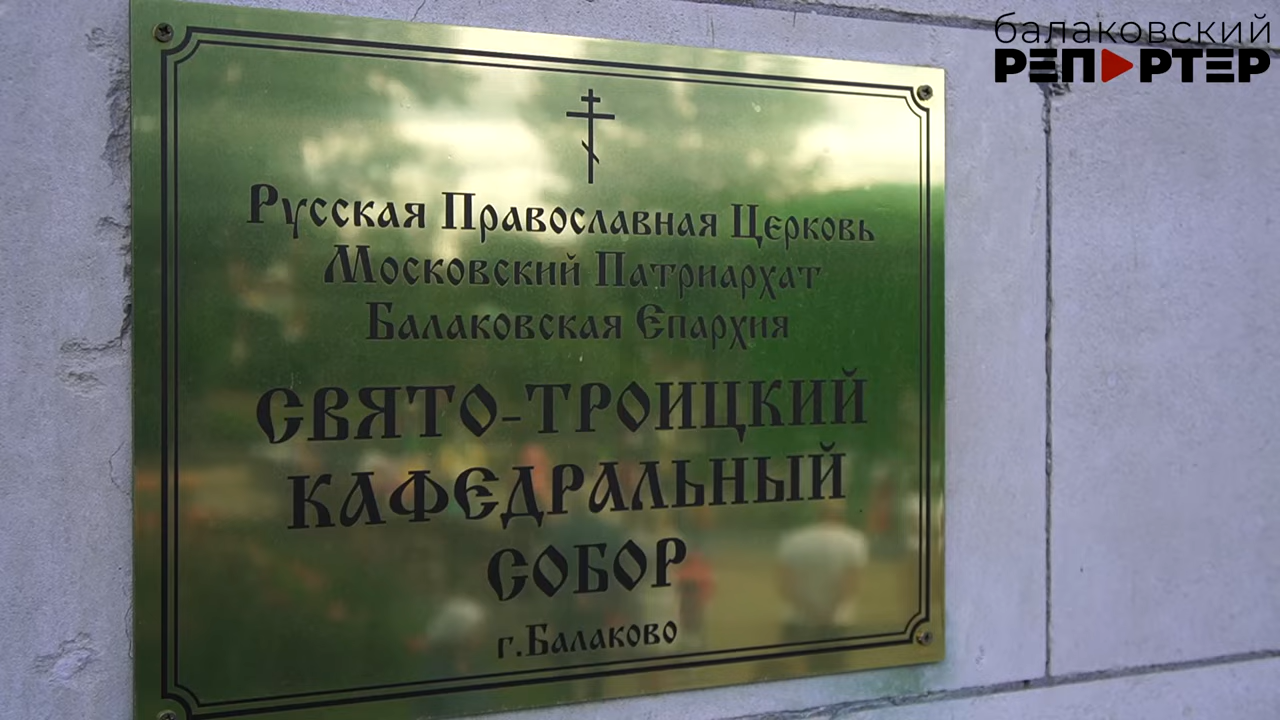 балаковский
РЕПОРТЕР
Русская Православная Церковь
Московский Патриархат
Балаковская Епархия
СВЯТО-ТРОИЦКИЙ
КАФЕДРАЛЬНЫЙ
СОБОР
г.Балаково